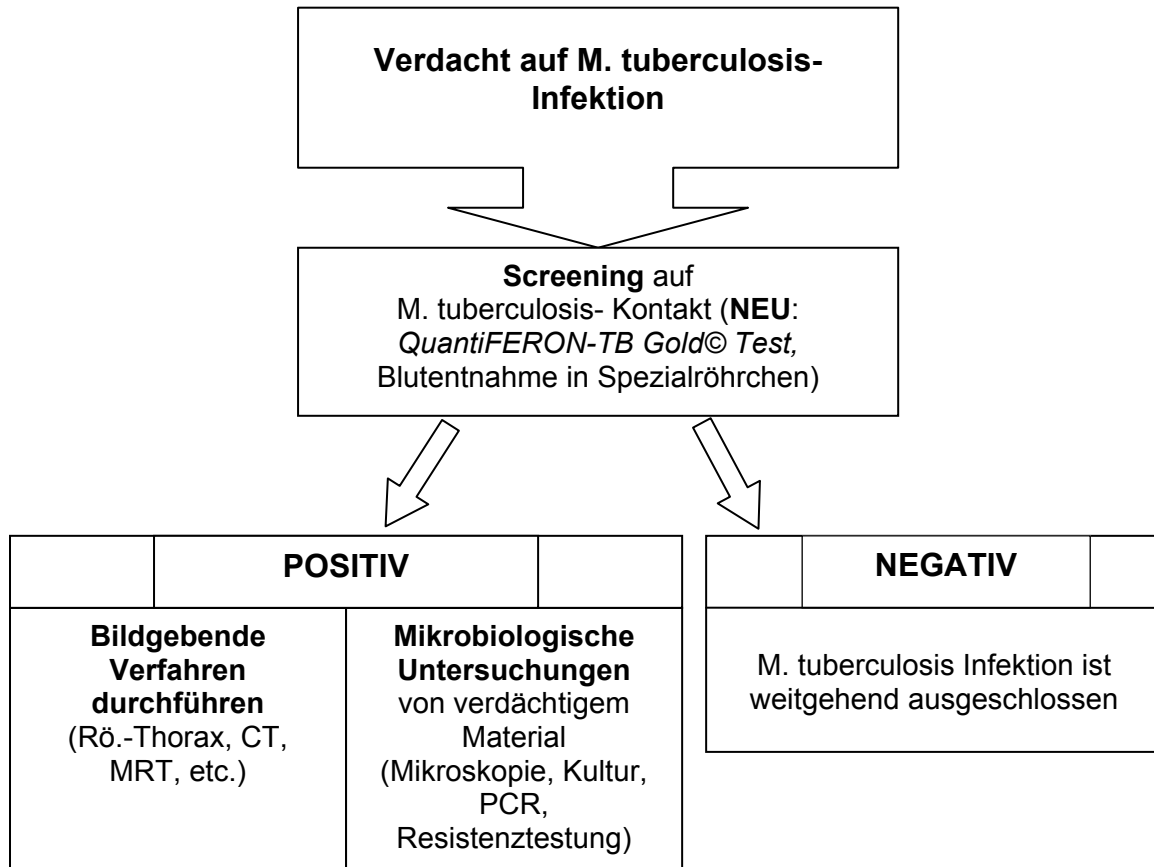 Verdacht auf M. tuberculosis-
Infektion
Screening auf
M. tuberculosis- Kontakt (NEU:
QuantiFERON-TB Gold© Test,
Blutentnahme in Spezialröhrchen)
POSITIV
Bildgebende
Verfahren
durchführen
(Rö.-Thorax, CT,
MRT, etc.)
Mikrobiologische
Untersuchungen
von verdächtigem
Material
(Mikroskopie, Kultur,
PCR,
Resistenztestung)
NEGATIV
M. tuberculosis Infektion ist
weitgehend ausgeschlossen